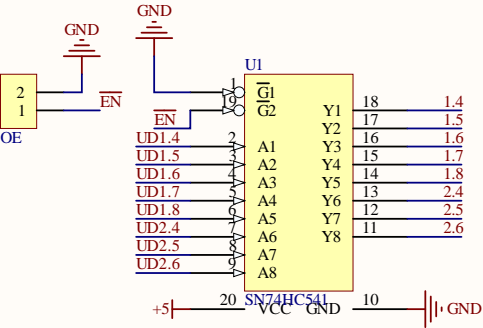 GND
GND
U1
2
1
EN
OE
1 G1
19 G2
EN
UD1.4 2 A1
UD1.5 3 A2
UD1.6 4 A3
UD1.7 5 A4
UD1.8 6 A5
UD2.4 7 A6
UD2.5 8 A7
UD2.6 9 A8
Y1 18 1.4
Y2 17 1.5
Y3 16 1.6
Y4 15 1.7
Y5 14 1.8
Y6 13 2.4
Y7 12 2.5
Y8 11 2.6
SN74HC541
+5 20 VCC GND 10 GND